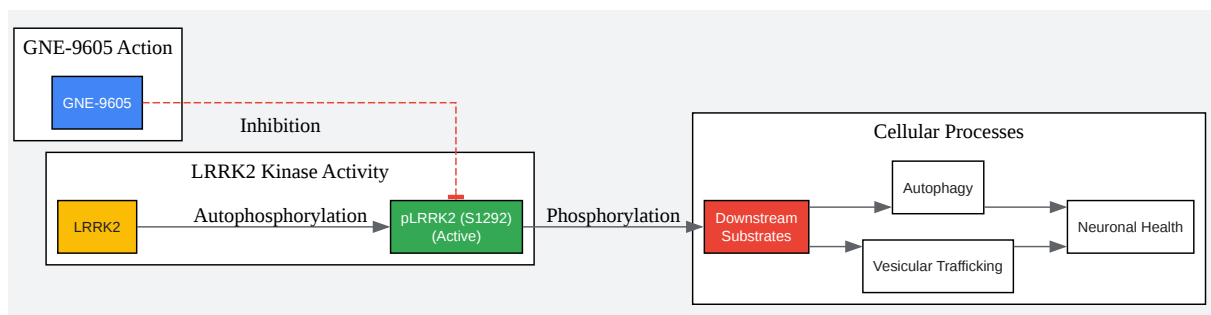 GNE-9605 Action
GNE-9605
Inhibition
LRRK2 Kinase Activity
LRRK2
Autophosphorylation
pLRRK2 (S1292)
(Active)
Phosphorylation
Cellular Processes
Downstream
Substrates
Autophagy
Vesicular Trafficking
Neuronal Health